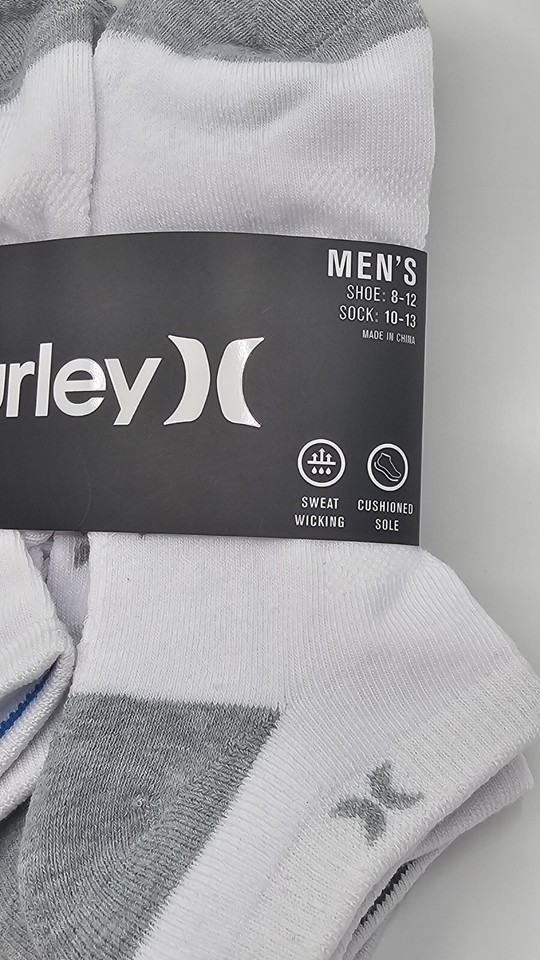 urley
MEN'S
SHOE: 8-12
SOCK: 10-13
MADE IN CHINA
SWEAT
WICKING
CUSHIONED
SOLE